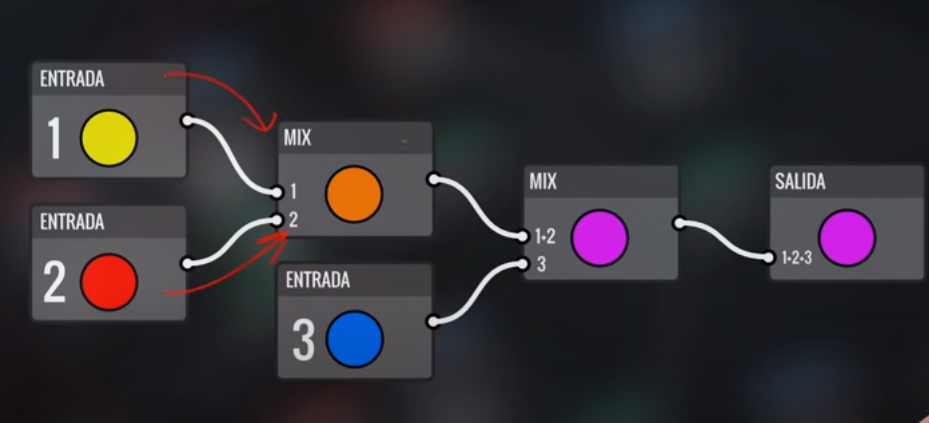 ENTRADA
1
ENTRADA
2
MIX
1
2
ENTRADA
3
MIX
1+2
3
SALIDA
1+2+3